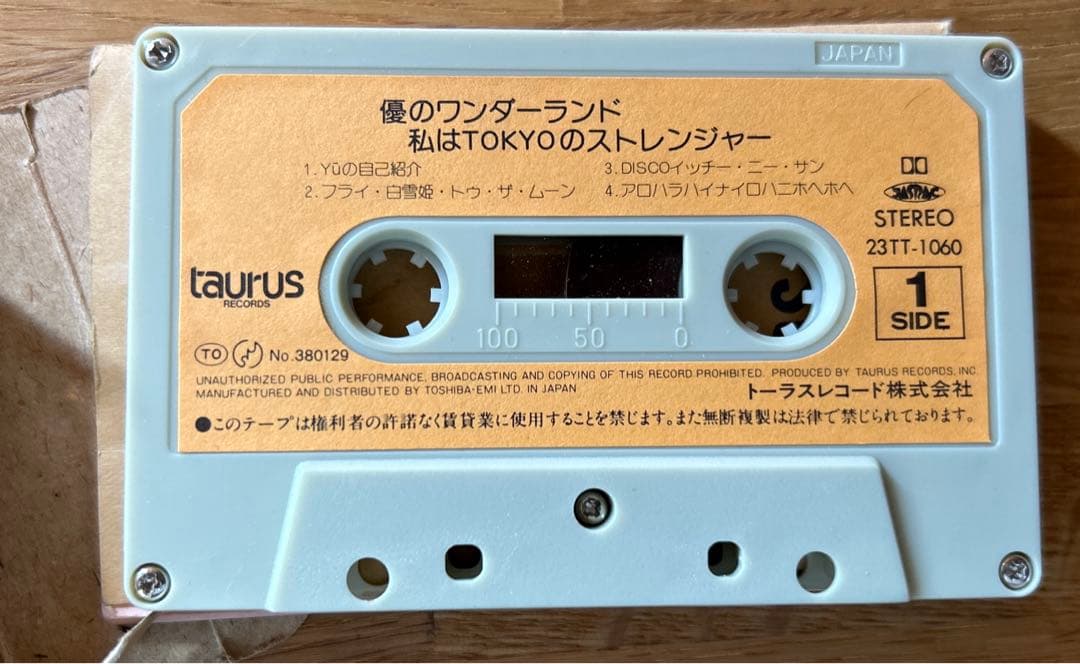 JAPAN
優のワンダーランド
私はTOKYOのストレンジャー
1.Yūの自己紹介
2.フライ・白雪姫・トゥ・ザ・ムーン
3.DISCOイッチー・ニー・サン
4.アロハラハイナイロハニホヘホヘ
JASRAC
STEREO
23TT-1060
1
SIDE
taurus
RECORDS
100 50 0
TO No.380129
UNAUTHORIZED PUBLIC PERFORMANCE, BROADCASTING AND COPYING OF THIS RECORD PROHIBITED. PRODUCED BY TAURUS RECORDS, INC.
MANUFACTURED AND DISTRIBUTED BY TOSHIBA-EMI LTD. IN JAPAN
トーラスレコード株式会社
●このテープは権利者の許諾なく賃貸業に使用することを禁じます。また無断複製は法律で禁じられております。